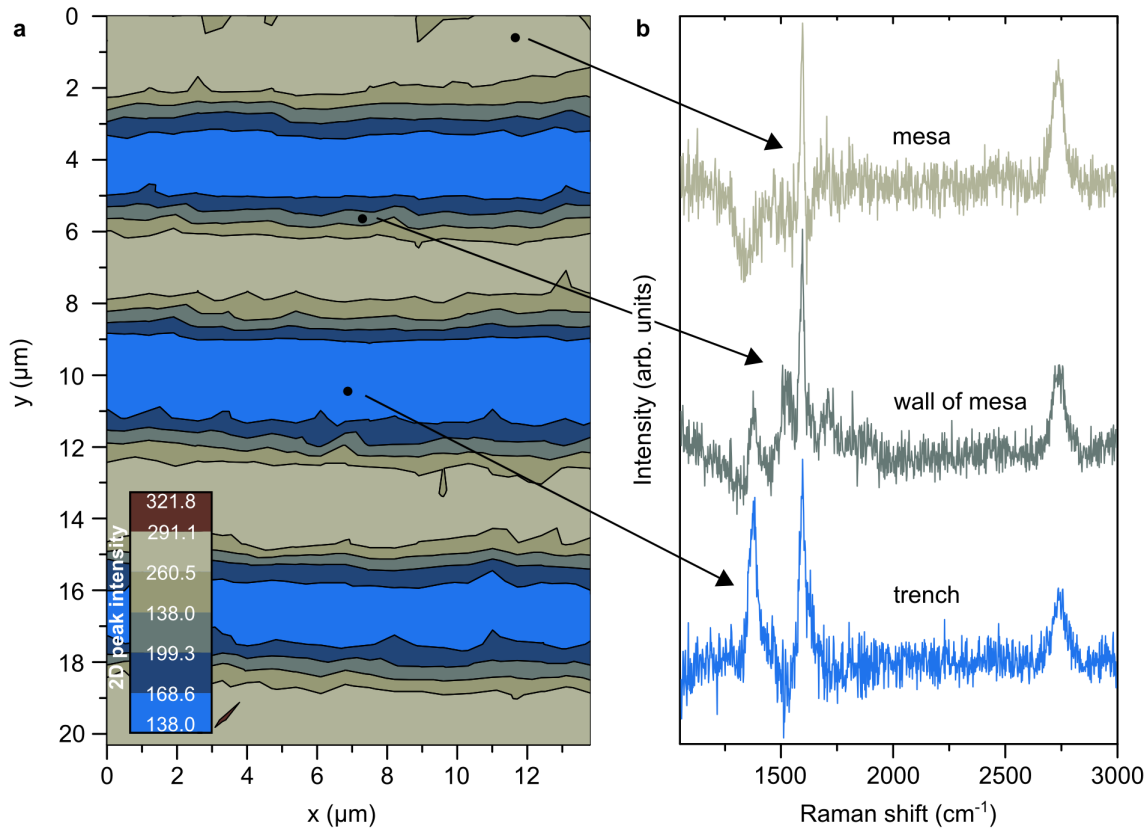 a
y (µm)
0
2
4
6
8
10
12
14
16
18
20
2D peak intensity
321.8
291.1
260.5
138.0
199.3
168.6
138.0
0
2
4
6
8
10
12
x (µm)
b
Intensity (arb. units)
mesa
wall of mesa
trench
1500
2000
2500
3000
Raman shift (cm⁻¹)